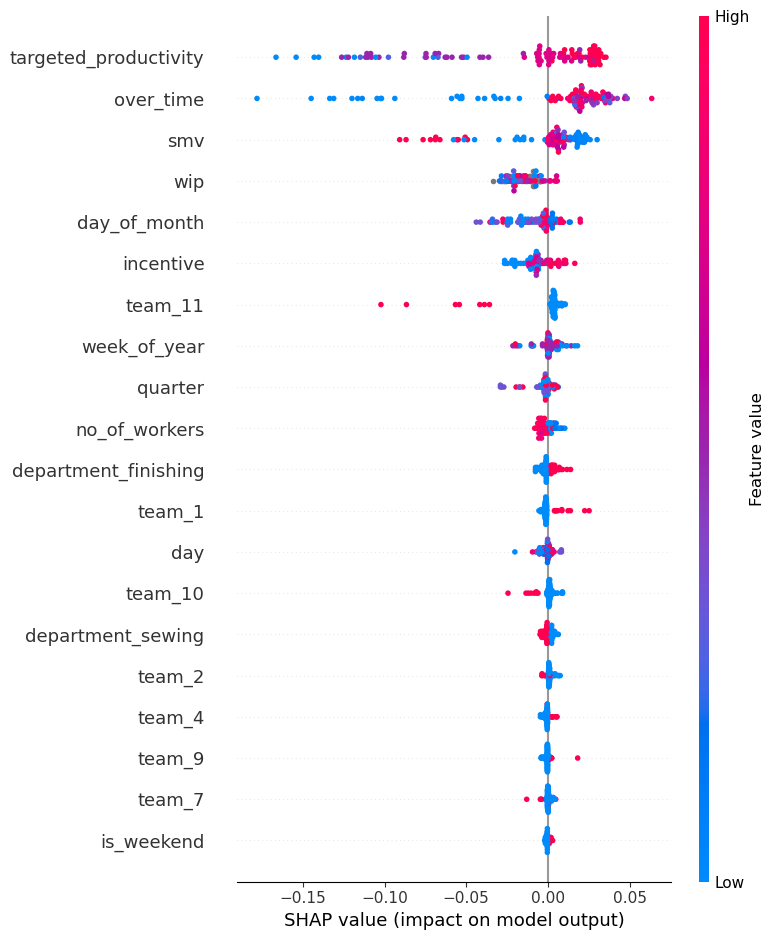 High
targeted_productivity
over_time
smv
wip
day_of_month
incentive
team_11
week_of_year
quarter
no_of_workers
department_finishing
team_1
day
team_10
department_sewing
team_2
team_4
team_9
team_7
is_weekend
Feature value
Low
−0.15 −0.10 −0.05 0.00 0.05
SHAP value (impact on model output)